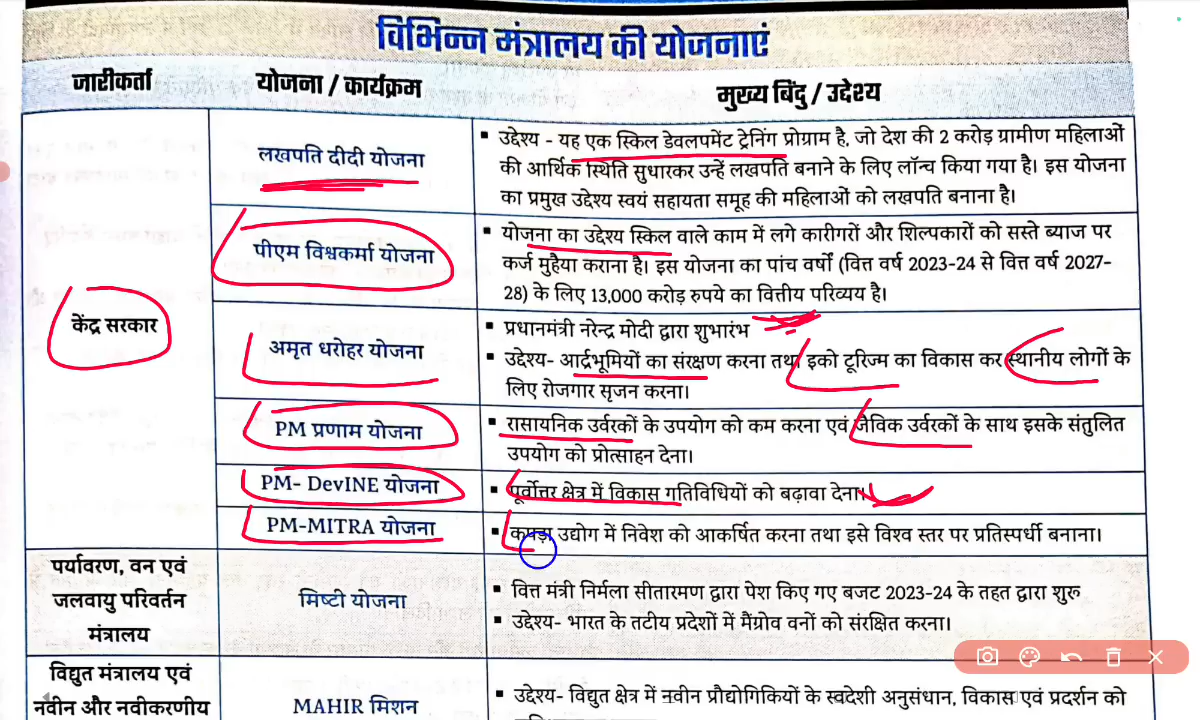 विभिन्न मंत्रालय की योजनाएं
जारीकर्ता योजना / कार्यक्रम मुख्य बिंदु / उद्देश्य
केंद्र सरकार
लखपति दीदी योजना
▪ उद्देश्य - यह एक स्किल डेवलपमेंट ट्रेनिंग प्रोग्राम है, जो देश की 2 करोड़ ग्रामीण महिलाओं
की आर्थिक स्थिति सुधारकर उन्हें लखपति बनाने के लिए लॉन्च किया गया है। इस योजना
का प्रमुख उद्देश्य स्वयं सहायता समूह की महिलाओं को लखपति बनाना है।
पीएम विश्वकर्मा योजना
▪ योजना का उद्देश्य स्किल वाले काम में लगे कारीगरों और शिल्पकारों को सस्ते ब्याज पर
कर्ज मुहैया कराना है। इस योजना का पांच वर्षों (वित्त वर्ष 2023-24 से वित्त वर्ष 2027-
28) के लिए 13,000 करोड़ रुपये का वित्तीय परिव्यय है।
अमृत धरोहर योजना
▪ प्रधानमंत्री नरेन्द्र मोदी द्वारा शुभारंभ
▪ उद्देश्य- आर्द्रभूमियों का संरक्षण करना तथा इको टूरिज्म का विकास कर स्थानीय लोगों के
लिए रोजगार सृजन करना।
PM प्रणाम योजना
▪ रासायनिक उर्वरकों के उपयोग को कम करना एवं जैविक उर्वरकों के साथ इसके संतुलित
उपयोग को प्रोत्साहन देना।
PM- DevINE योजना
▪ पूर्वोत्तर क्षेत्र में विकास गतिविधियों को बढ़ावा देना।
PM-MITRA योजना
▪ कपड़ा उद्योग में निवेश को आकर्षित करना तथा इसे विश्व स्तर पर प्रतिस्पर्धी बनाना।
पर्यावरण, वन एवं
जलवायु परिवर्तन
मंत्रालय
मिष्टी योजना
▪ वित्त मंत्री निर्मला सीतारमण द्वारा पेश किए गए बजट 2023-24 के तहत द्वारा शुरू
▪ उद्देश्य- भारत के तटीय प्रदेशों में मैंग्रोव वनों को संरक्षित करना।
विद्युत मंत्रालय एवं
नवीन और नवीकरणीय
MAHIR मिशन
▪ उद्देश्य- विद्युत क्षेत्र में नवीन प्रौद्योगिकियों के स्वदेशी अनुसंधान, विकास एवं प्रदर्शन को